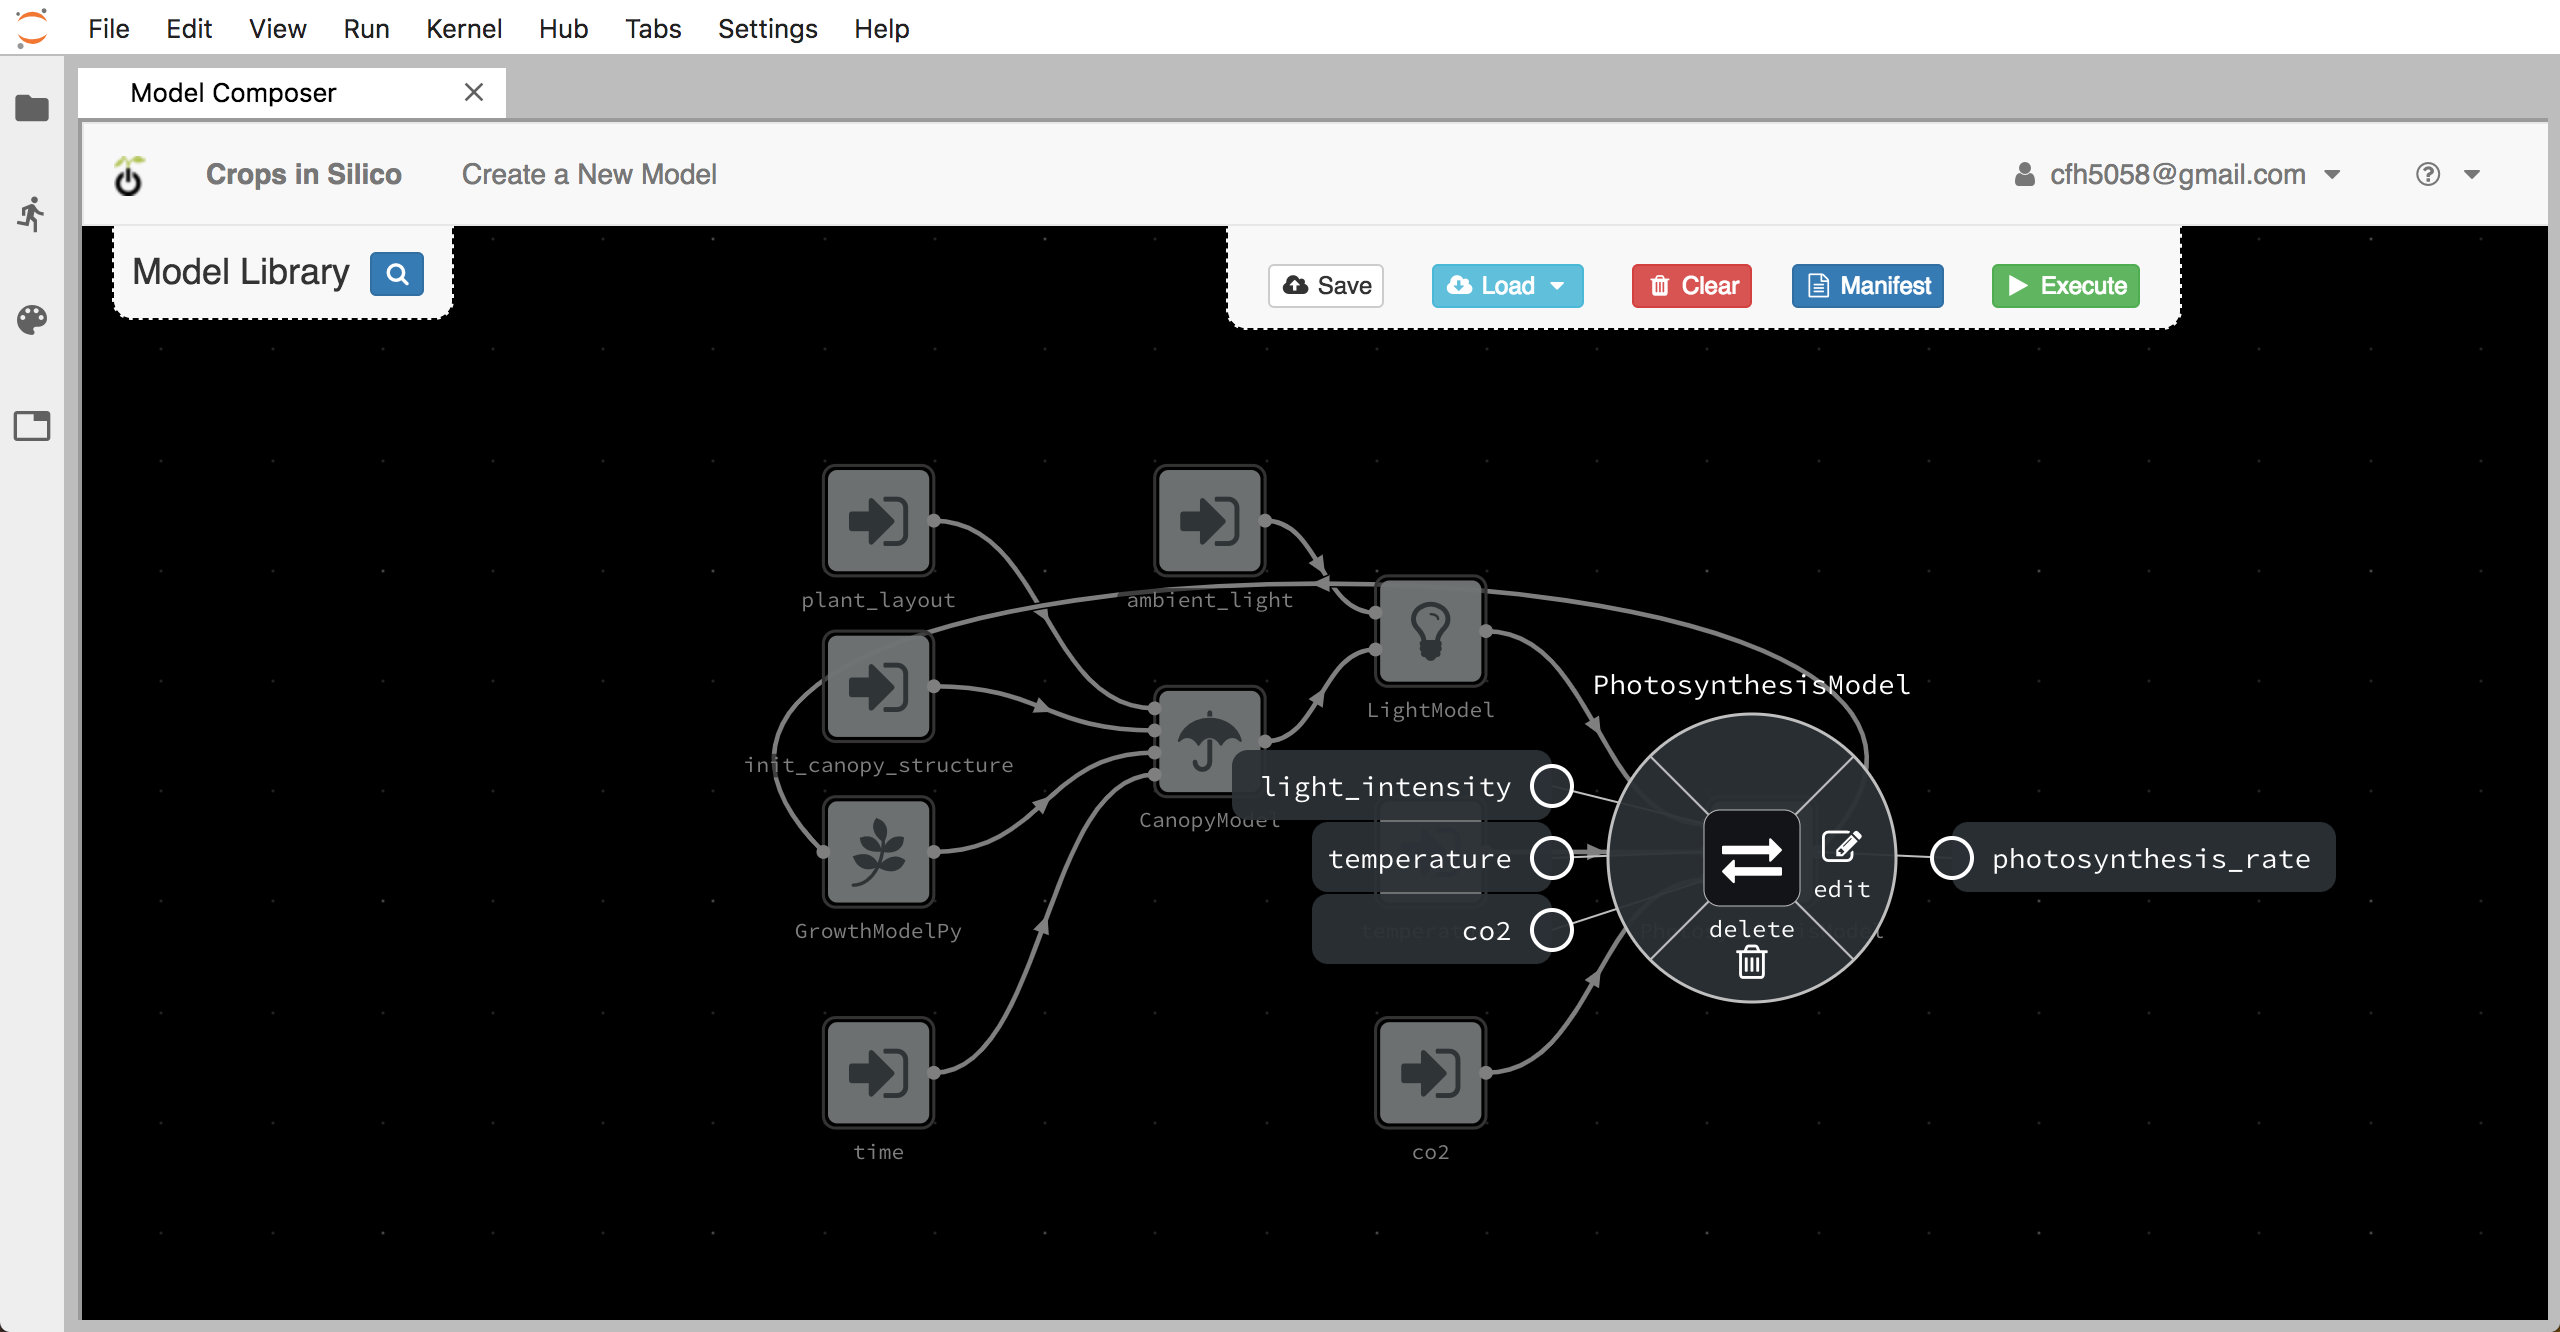 File Edit View Run Kernel Hub Tabs Settings Help
Model Composer
Crops in Silico Create a New Model cfh5058@gmail.com
Model Library Save Load Clear Manifest Execute
plant_layout ambient_light
PhotosynthesisModel
LightModel
init_canopy_structure
light_intensity
CanopyModel
temperature edit photosynthesis_rate
GrowthModelPy co2 delete
time co2